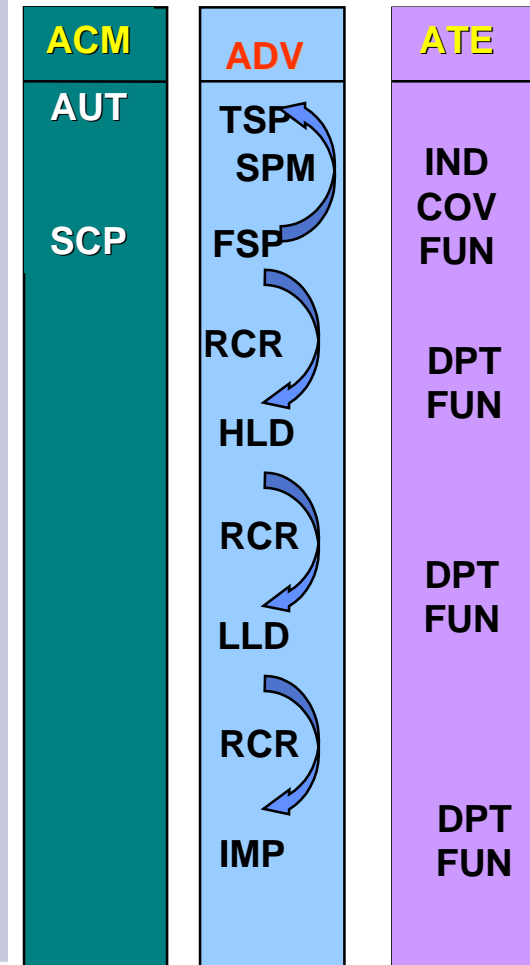 ACM
AUT
SCP
ADV
TSP
SPM
FSP
RCR
HLD
RCR
LLD
RCR
IMP
ATE
IND
COV
FUN
DPT
FUN
DPT
FUN
DPT
FUN